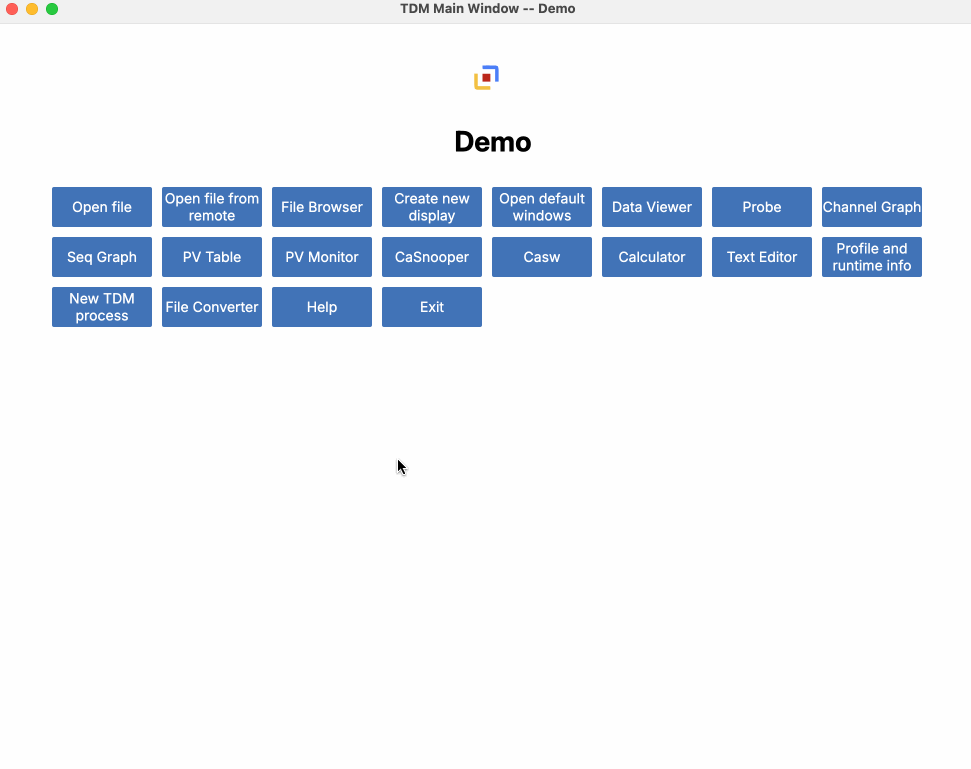 TDM Main Window -- Demo
Demo
Open file
Open file from
remote
File Browser
Create new
display
Open default
windows
Data Viewer
Probe
Channel Graph
Seq Graph
PV Table
PV Monitor
CaSnooper
Casw
Calculator
Text Editor
Profile and
runtime info
New TDM
process
File Converter
Help
Exit